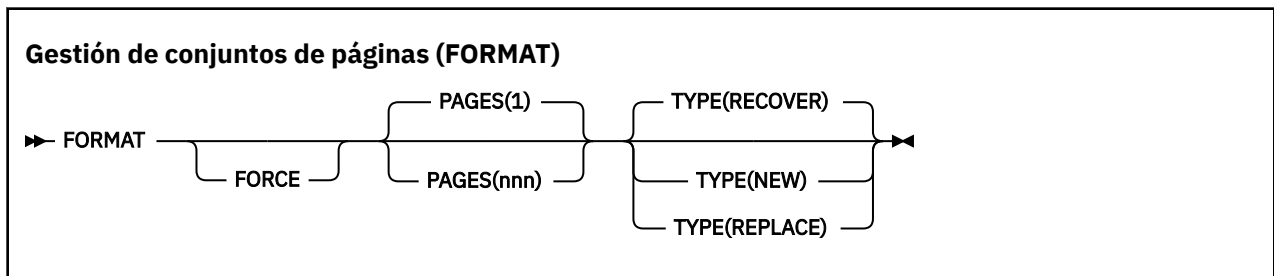 Gestión de conjuntos de páginas (FORMAT)
PAGES(1) TYPE(RECOVER)
FORMAT
FORCE PAGES(nnn) TYPE(NEW)
TYPE(REPLACE)